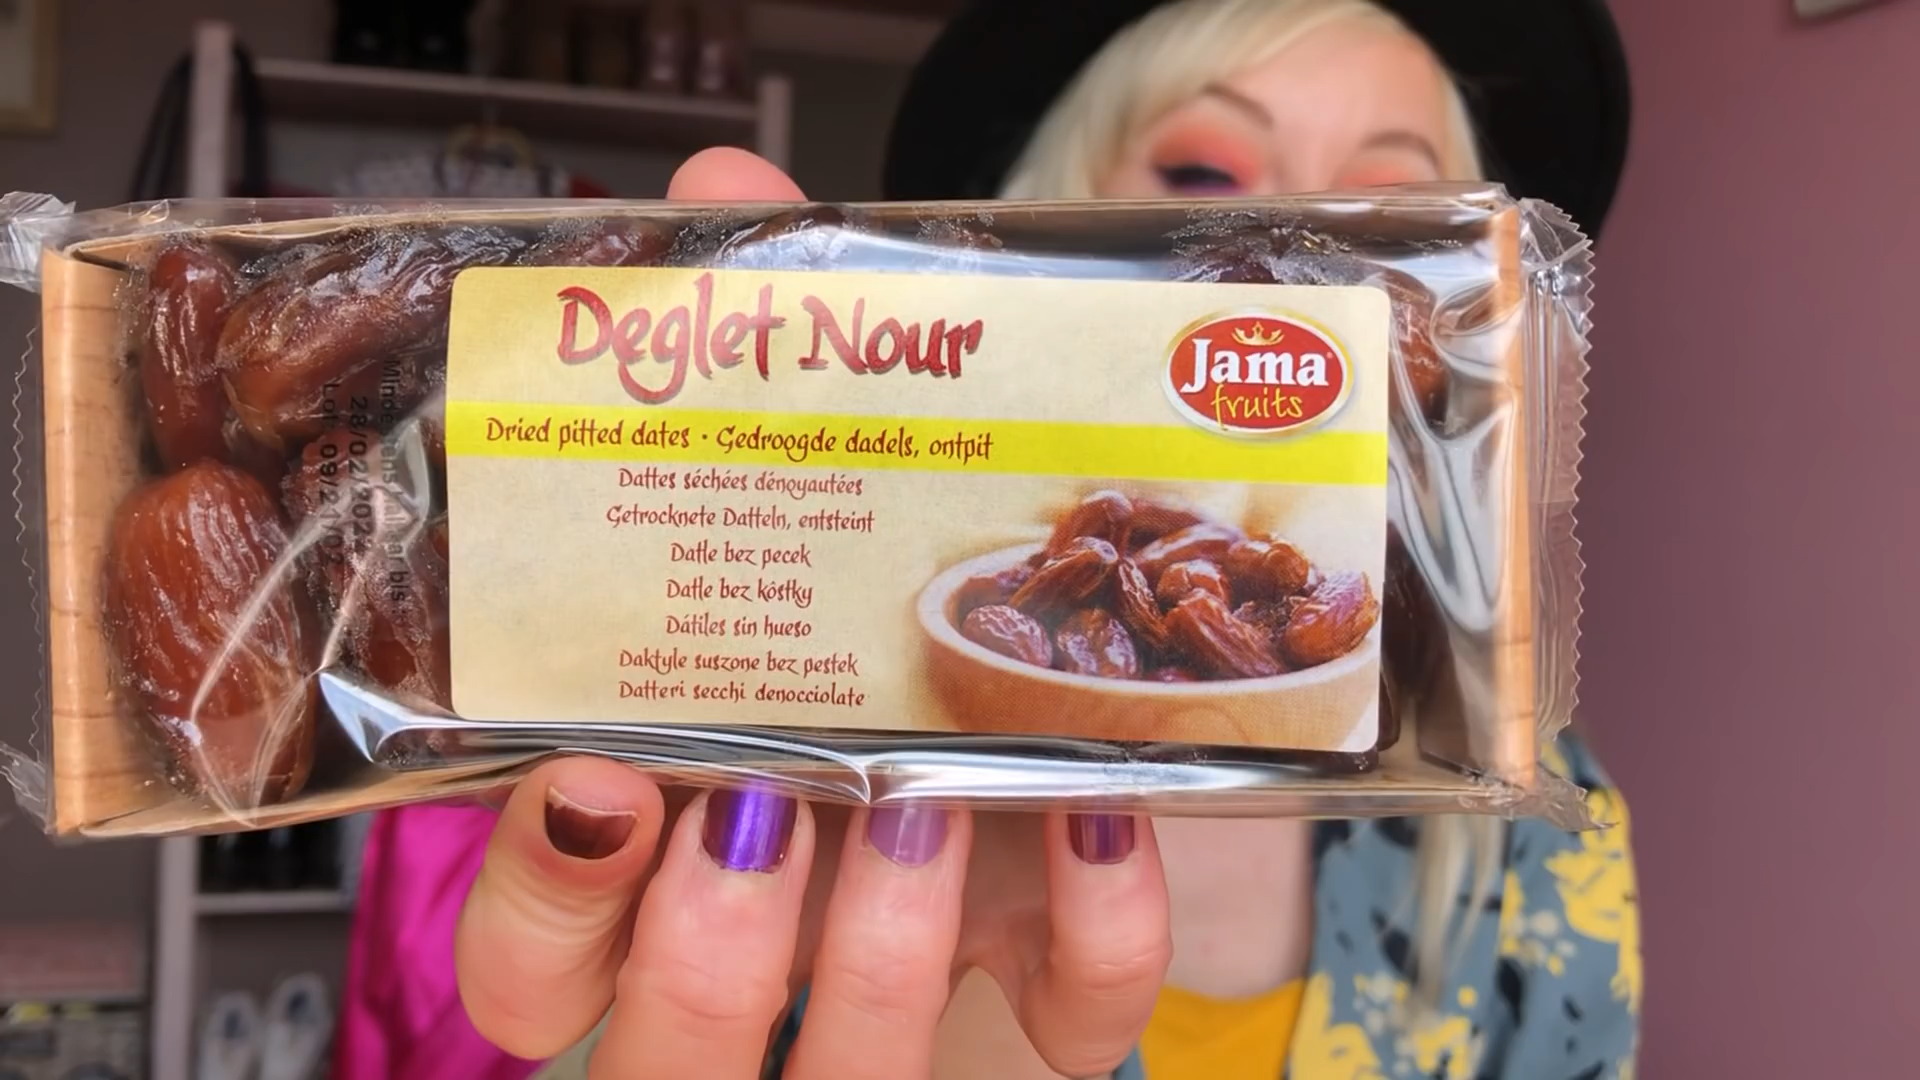 Deglet Nour
Jama
fruits
Dried pitted dates · Gedroogde dadels, ontpit
Dattes séchées dénoyautées
Getrocknete Datteln, entsteint
Datle bez pecek
Datle bez kôstky
Dátiles sin hueso
Daktyle suszone bez pestek
Datteri secchi denocciolate